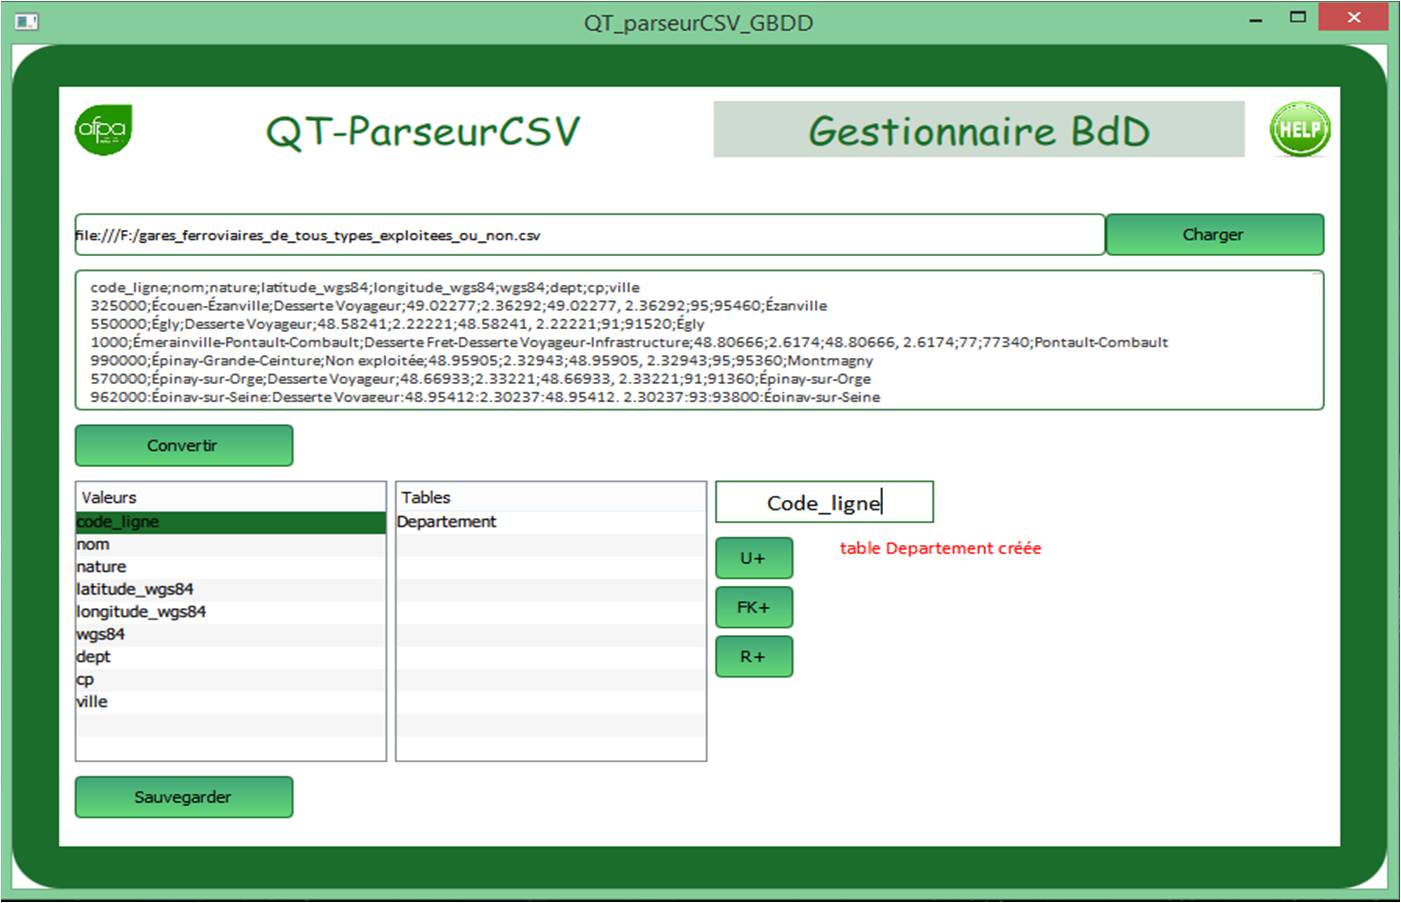 QT_parseurCSV_GBDD
afpa
QT-ParseurCSV
Gestionnaire BdD
HELP
file:///F:/gares_ferroviaires_de_tous_types_exploitees_ou_non.csv
Charger
code_ligne;nom;nature;latitude_wgs84;longitude_wgs84;wgs84;dept;cp;ville
325000;Écouen-Ézanville;Desserte Voyageur;49.02277;2.36292;49.02277, 2.36292;95;95460;Ézanville
550000;Égly;Desserte Voyageur;48.58241;2.22221;48.58241, 2.22221;91;91520;Égly
1000;Émerainville-Pontault-Combault;Desserte Fret-Desserte Voyageur-Infrastructure;48.80666;2.6174;48.80666, 2.6174;77;77340;Pontault-Combault
990000;Épinay-Grande-Ceinture;Non exploitée;48.95905;2.32943;48.95905, 2.32943;95;95360;Montmagny
570000;Épinay-sur-Orge;Desserte Voyageur;48.66933;2.33221;48.66933, 2.33221;91;91360;Épinay-sur-Orge
962000;Épinay-sur-Seine;Desserte Voyageur;48.95412;2.30237;48.95412, 2.30237;93;93800;Épinay-sur-Seine
Convertir
Valeurs
code_ligne
nom
nature
latitude_wgs84
longitude_wgs84
wgs84
dept
cp
ville
Tables
Departement
Code_ligne
U+
table Departement créée
FK+
R+
Sauvegarder